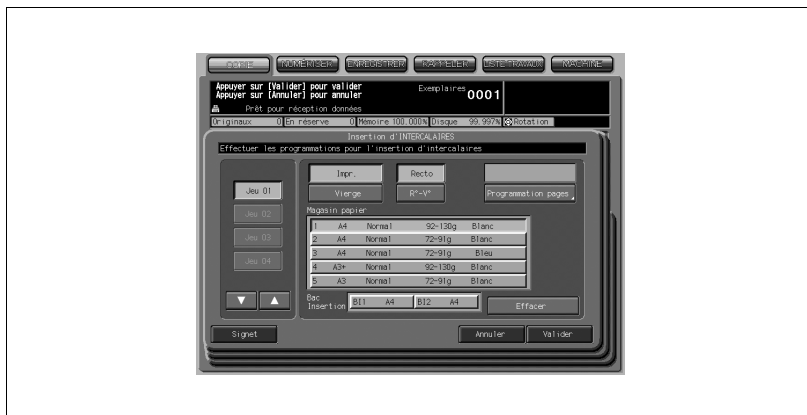 COPIE NUMÉRISER ENREGISTRER RAPPELER LISTE TRAVAUX MACHINE
Appuyer sur [Valider] pour valider
Appuyer sur [Annuler] pour annuler
Exemplaires 0001
Prêt pour réception données
Originaux 0 En réserve 0 Mémoire 100.000% Disque 99.997% Rotation
Insertion d'INTERCALAIRES
Effectuer les programmations pour l'insertion d'intercalaires
Impr. Recto
Jeu 01 Vierge R°-V° Programmation pages
Jeu 02 Magasin papier
1 A4 Normal 92-130g Blanc
Jeu 03 2 A4 Normal 72-91g Blanc
3 A4 Normal 72-91g Bleu
Jeu 04 4 A3+ Normal 92-130g Blanc
5 A3 Normal 72-91g Blanc
Bac
Insertion BI1 A4 BI2 A4 Effacer
Signet Annuler Valider